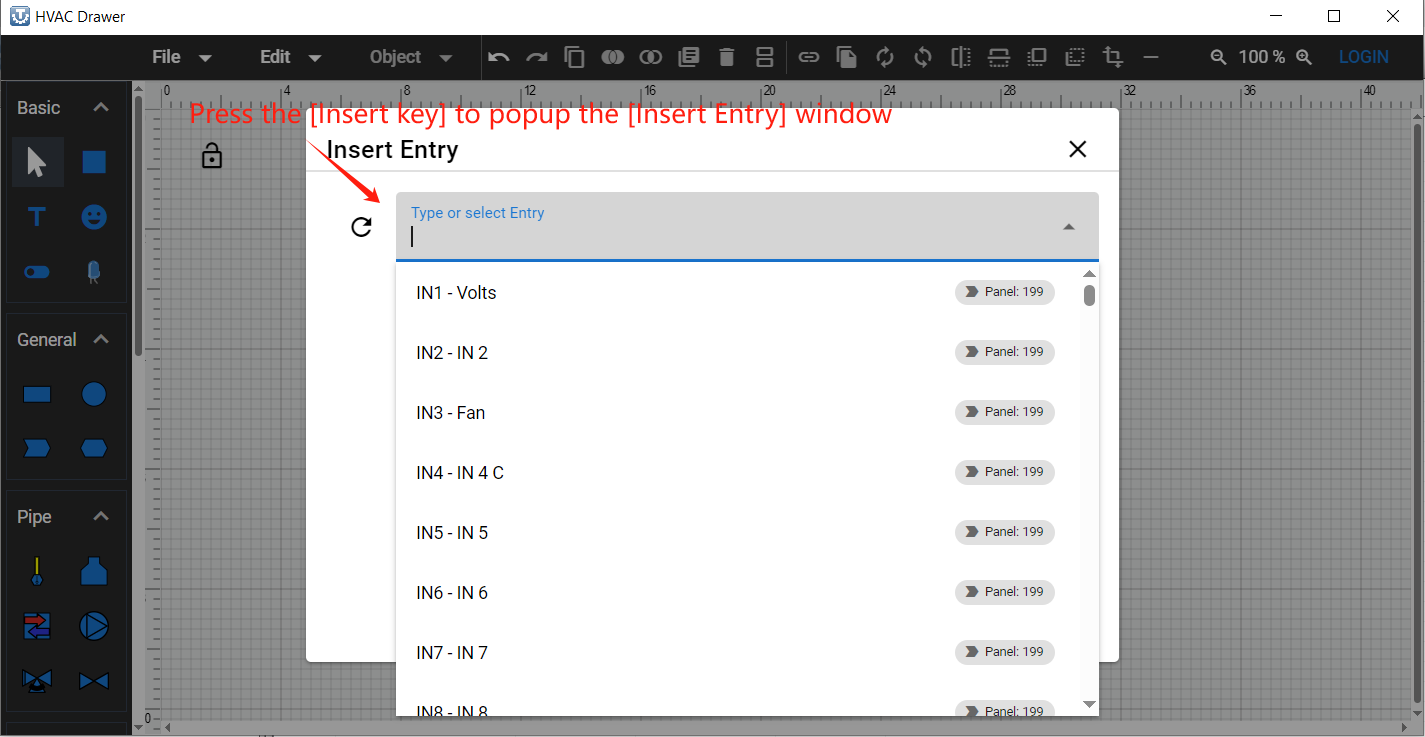 HVAC Drawer
File Edit Object 100 % LOGIN
0 4 8 12 16 20 24 28 32 36 40
Press the [Insert key] to popup the [Insert Entry] window
Basic
General
Pipe
0
Insert Entry
Type or select Entry
IN1 - Volts Panel: 199
IN2 - IN 2 Panel: 199
IN3 - Fan Panel: 199
IN4 - IN 4 C Panel: 199
IN5 - IN 5 Panel: 199
IN6 - IN 6 Panel: 199
IN7 - IN 7 Panel: 199
IN8 - IN 8 Panel: 199